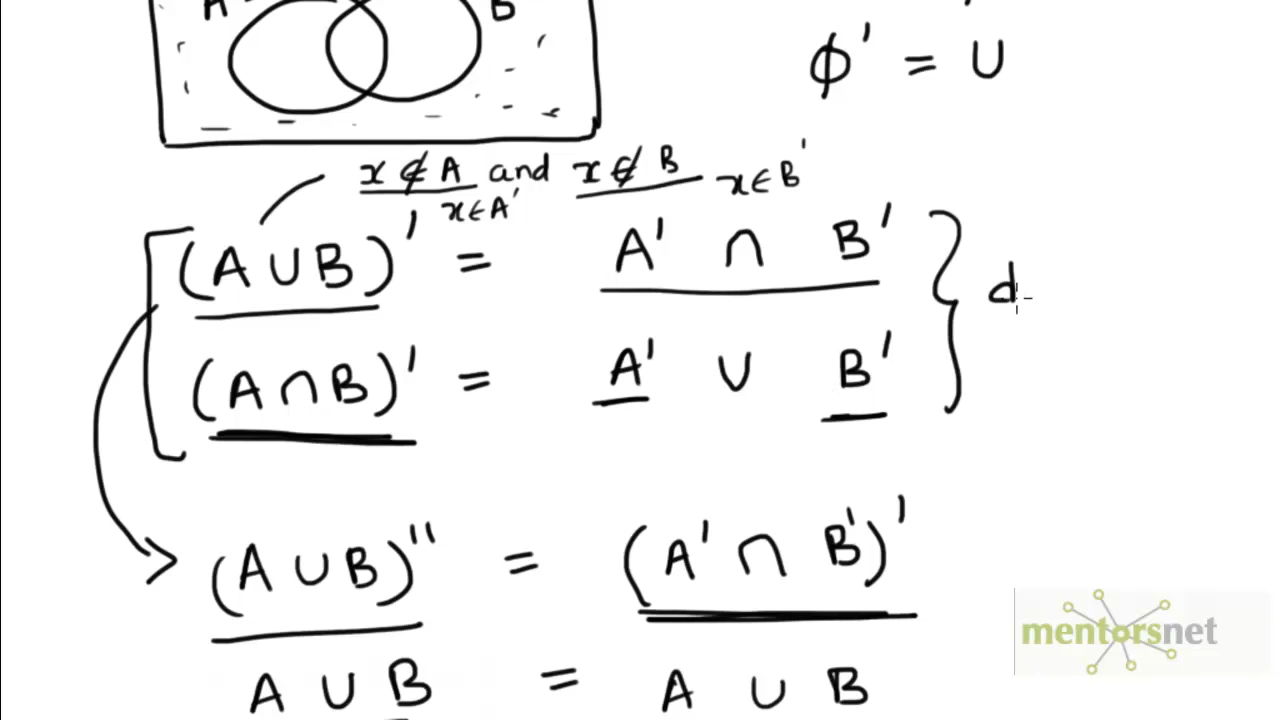 A B
ϕ' = U
x ∉ A and x ∉ B x ∈ B'
x ∈ A'
(A ∪ B)' = A' ∩ B'
d
(A ∩ B)' = A' ∪ B'
(A ∪ B)'' = (A' ∩ B')'
mentorsnet
A ∪ B = A ∪ B